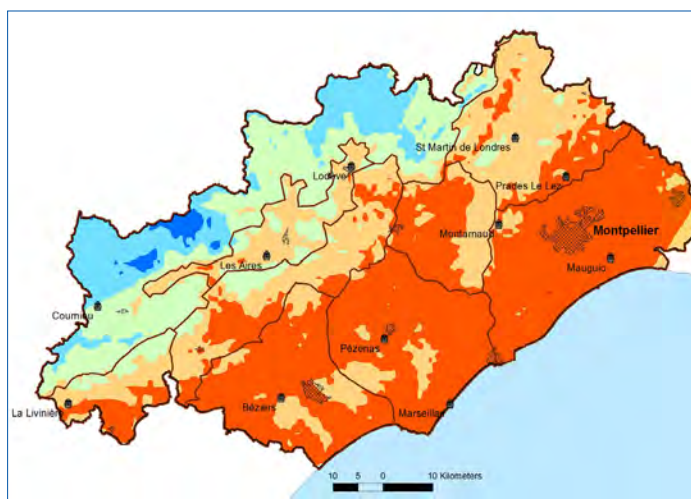 St Martin de Londres
Lodève
Prades Le Lez
Montarnaud
Montpellier
Les Aires
Mauguio
Courniou
Pézenas
La Livinière
Béziers
Marseillan
10 5 0 10 Kilometers